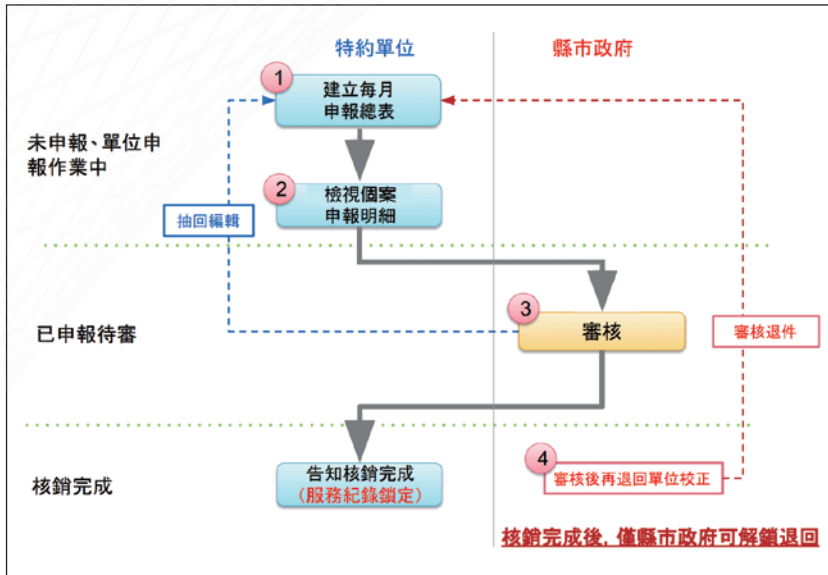 特約單位
縣市政府
1
建立每月
申報總表
未申報、單位申
報作業中
2
檢視個案
申報明細
抽回編輯
3
審核
已申報待審
審核退件
4
審核後再退回單位校正
告知核銷完成
（服務紀錄鎖定）
核銷完成
核銷完成後, 僅縣市政府可解鎖退回